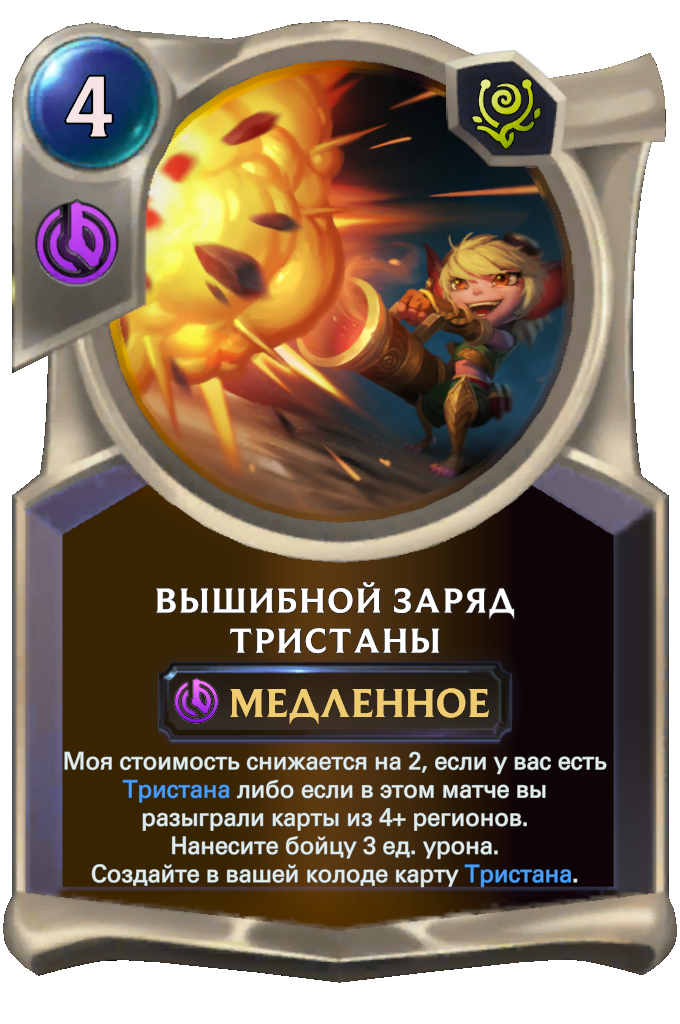 4
ВЫШИБНОЙ ЗАРЯД
ТРИСТАНЫ
МЕДЛЕННОЕ
Моя стоимость снижается на 2, если у вас есть
Тристана либо если в этом матче вы
разыграли карты из 4+ регионов.
Нанесите бойцу 3 ед. урона.
Создайте в вашей колоде карту Тристана.